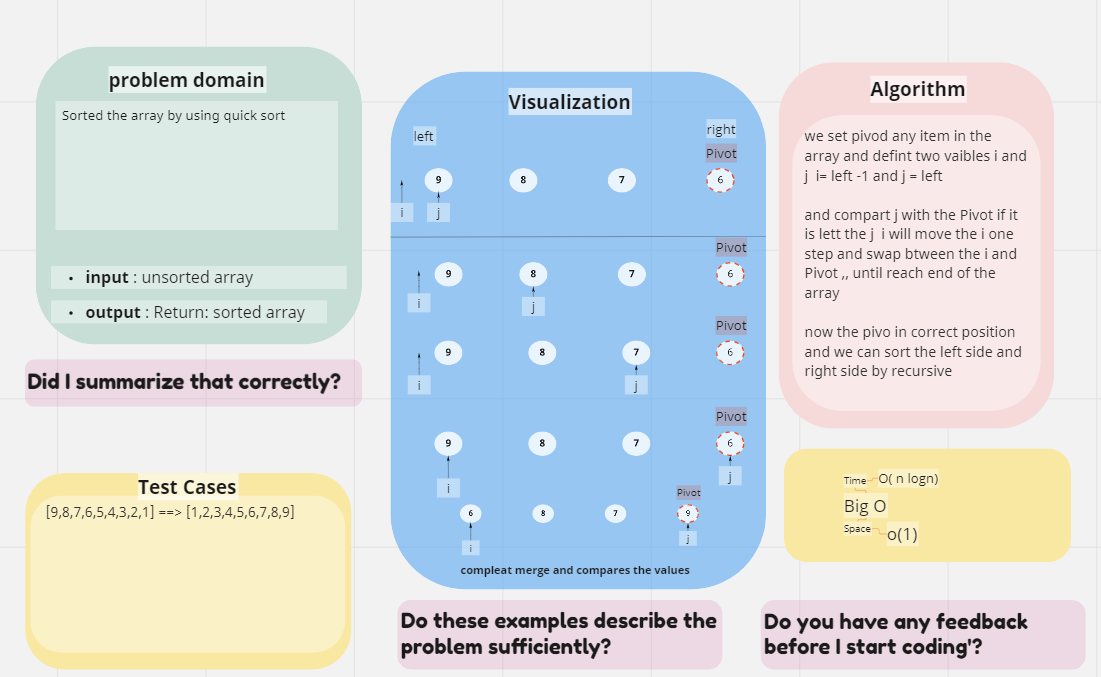 problem domain
Sorted the array by using quick sort
• input : unsorted array
• output : Return: sorted array
Did I summarize that correctly?
Test Cases
[9,8,7,6,5,4,3,2,1] ==> [1,2,3,4,5,6,7,8,9]
Visualization
left
right
Pivot
9 8 7 6
i j
Pivot
9 8 7 6
i j
Pivot
9 8 7 6
i j
Pivot
9 8 7 6
i j
Pivot
6 8 7 9
i j
compleat merge and compares the values
Do these examples describe the
problem sufficiently?
Algorithm
we set pivod any item in the
array and defint two vaibles i and
j i= left -1 and j = left
and compart j with the Pivot if it
is lett the j i will move the i one
step and swap btween the i and
Pivot ,, until reach end of the
array
now the pivo in correct position
and we can sort the left side and
right side by recursive
Time O( n logn)
Big O
Space o(1)
Do you have any feedback
before I start coding'?